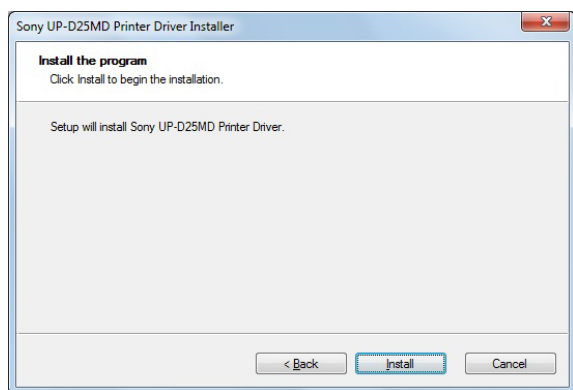 Sony UP-D25MD Printer Driver Installer
Install the program
Click Install to begin the installation.
Setup will install Sony UP-D25MD Printer Driver.
< Back Install Cancel